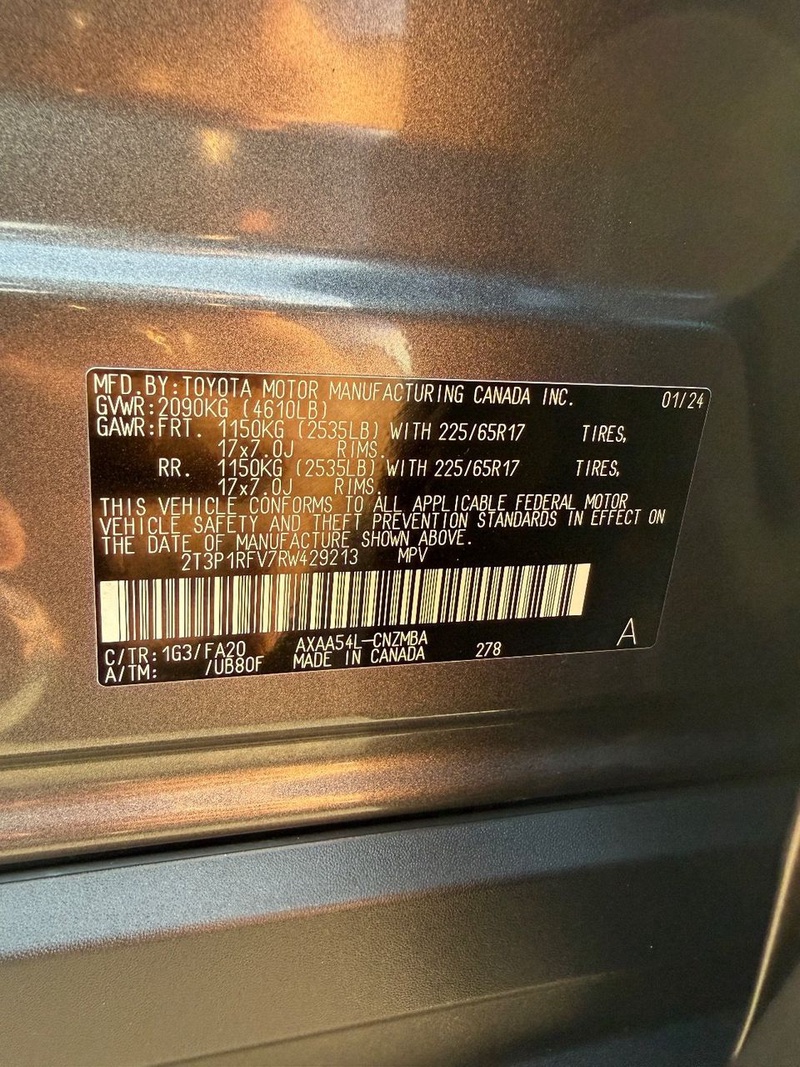 MFD.BY:TOYOTA MOTOR MANUFACTURING CANADA INC. 01/24
GVWR:2090KG (4610LB)
GAWR:FRT. 1150KG (2535LB) WITH 225/65R17 TIRES,
17x7.0J RIMS.
RR. 1150KG (2535LB) WITH 225/65R17 TIRES,
17x7.0J RIMS.
THIS VEHICLE CONFORMS TO ALL APPLICABLE FEDERAL MOTOR
VEHICLE SAFETY AND THEFT PREVENTION STANDARDS IN EFFECT ON
THE DATE OF MANUFACTURE SHOWN ABOVE.
2T3P1RFV7RW429213 MPV
C/TR:1G3/FA20 AXAA54L-CNZMBA A
A/TM: /UB80F MADE IN CANADA 278